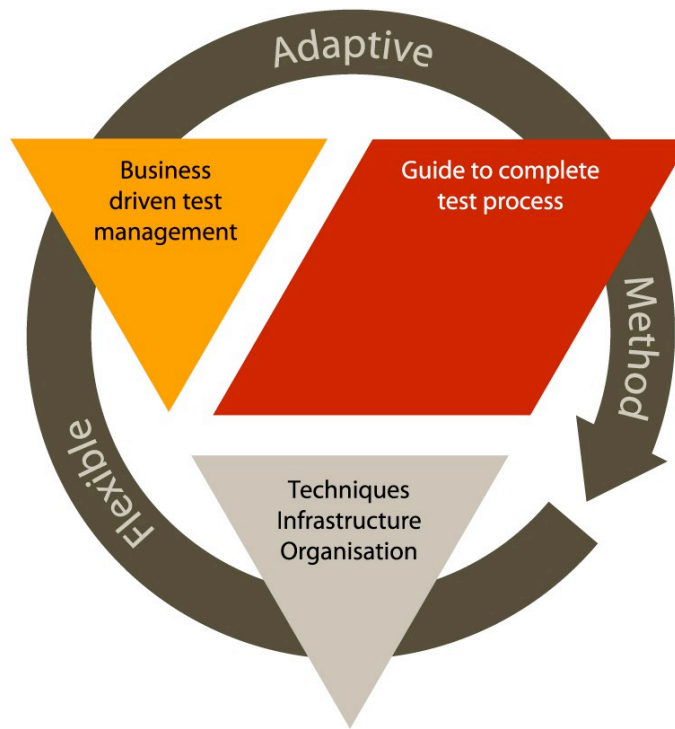 Adaptive
Business
driven test
management
Guide to complete
test process
Method
Flexible
Techniques
Infrastructure
Organisation